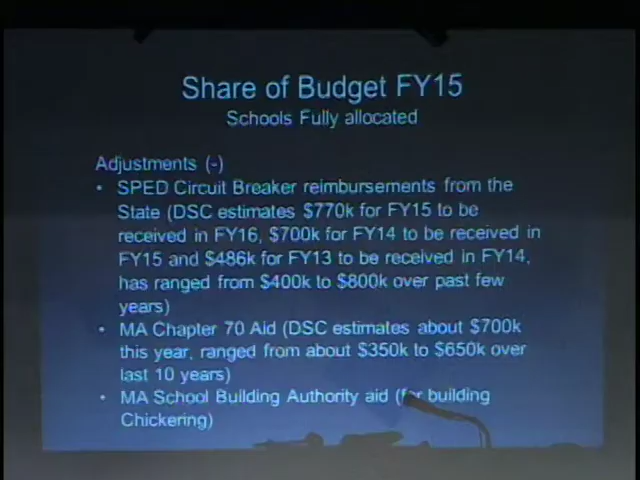 Share of Budget FY15
Schools Fully allocated
Adjustments (-)
• SPED Circuit Breaker reimbursements from the
State (DSC estimates $770k for FY15 to be
received in FY16, $700k for FY14 to be received in
FY15 and $486k for FY13 to be received in FY14,
has ranged from $400k to $800k over past few
years)
• MA Chapter 70 Aid (DSC estimates about $700k
this year, ranged from about $350k to $650k over
last 10 years)
• MA School Building Authority aid (for building
Chickering)